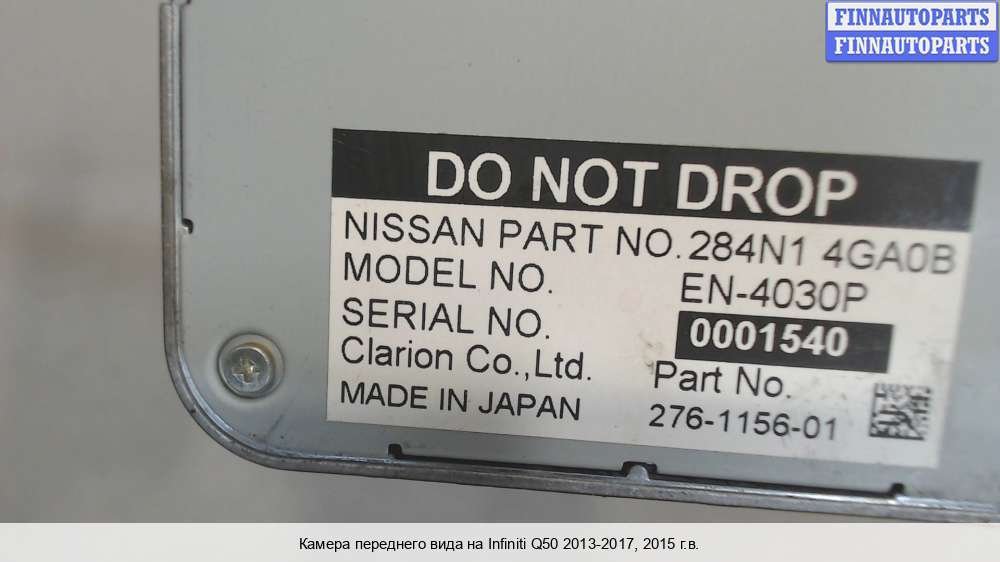 FINNAUTOPARTS
FINNAUTOPARTS
DO NOT DROP
NISSAN PART NO. 284N1 4GA0B
MODEL NO. EN-4030P
SERIAL NO. 0001540
Clarion Co.,Ltd. Part No.
MADE IN JAPAN 276-1156-01
Камера переднего вида на Infiniti Q50 2013-2017, 2015 г.в.